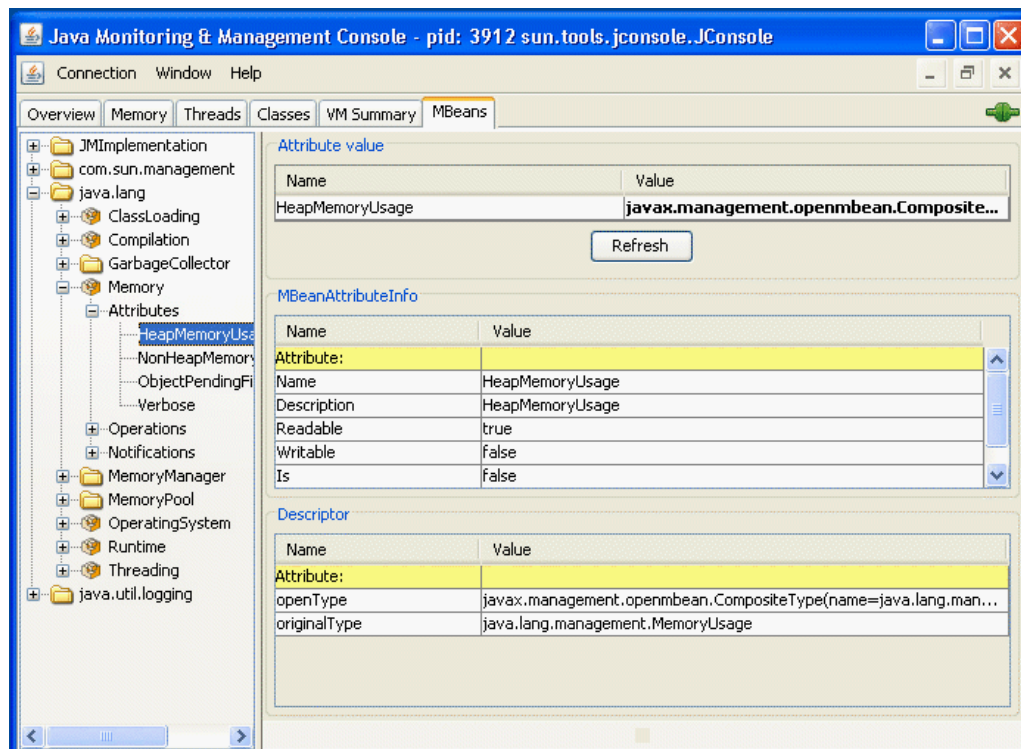 Java Monitoring & Management Console - pid: 3912 sun.tools.jconsole.JConsole
Connection Window Help
Overview Memory Threads Classes VM Summary MBeans
JMImplementation
com.sun.management
java.lang
ClassLoading
Compilation
GarbageCollector
Memory
Attributes
HeapMemoryUsa
NonHeapMemory
ObjectPendingFi
Verbose
Operations
Notifications
MemoryManager
MemoryPool
OperatingSystem
Runtime
Threading
java.util.logging
Attribute value
Name Value
HeapMemoryUsage javax.management.openmbean.Composite...
Refresh
MBeanAttributeInfo
Name Value
Attribute:
Name HeapMemoryUsage
Description HeapMemoryUsage
Readable true
Writable false
Is false
Descriptor
Name Value
Attribute:
openType javax.management.openmbean.CompositeType(name=java.lang.man...
originalType java.lang.management.MemoryUsage